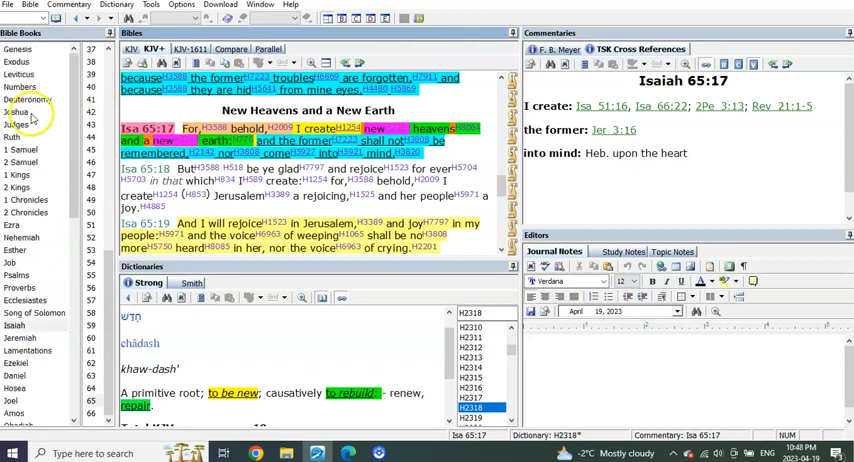 File Bible Commentary Dictionary Tools Options Download Window Help
Bible Books
Genesis 37
Exodus 38
Leviticus 39
Numbers 40
Deuteronomy 41
Joshua 42
Judges 43
Ruth 44
1 Samuel 45
2 Samuel 46
1 Kings 47
2 Kings 48
1 Chronicles 49
2 Chronicles 50
Ezra 51
Nehemiah 52
Esther 53
Job 54
Psalms 55
Proverbs 56
Ecclesiastes 57
Song of Solomon 58
Isaiah 59
Jeremiah 60
Lamentations 61
Ezekiel 62
Daniel 63
Hosea 64
Joel 65
Amos 66
Obadiah
Bibles
KJV KJV+ KJV-1611 Compare Parallel
because H3588 the former H7223 troubles H6869 are forgotten, H7911 and
because H3588 they are hid H5641 from mine eyes. H4480 H5869
New Heavens and a New Earth
Isa 65:17 For, H3588 behold, H2009 I create H1254 new heavens H8064
and a new earth: H776 and the former H7223 shall not H3808 be
remembered, H2142 nor H3808 come H5927 into H5921 mind. H3820
Isa 65:18 But H3588 H518 be ye glad H7797 and rejoice H1523 for ever H5704
H5703 in that which H834 I H589 create: H1254 for, H3588 behold, H2009 I
create H1254 (H853) Jerusalem H3389 a rejoicing, H1525 and her people H5971 a
joy. H4885
Isa 65:19 And I will rejoice H1523 in Jerusalem, H3389 and joy H7797 in my
people: H5971 and the voice H6963 of weeping H1065 shall be no H3808
more H5750 heard H8085 in her, nor the voice H6963 of crying. H2201
Dictionaries
Strong Smith
H2318
חָדַשׁ
châdash
khaw-dash'
A primitive root; to be new; causatively to rebuild: - renew,
repair.
H2310
H2311
H2312
H2313
H2314
H2315
H2316
H2317
H2318
H2319
Commentaries
F. B. Meyer TSK Cross References
Isaiah 65:17
I create: Isa 51:16, Isa 66:22; 2Pe 3:13; Rev 21:1-5
the former: Jer 3:16
into mind: Heb. upon the heart
Editors
Journal Notes Study Notes Topic Notes
Verdana 12
B I U A
April 19, 2023
1 2 3 4 5
Isa 65:17 Dictionary: H2318 Commentary: Isa 65:17 NUM
Type here to search
-2°C Mostly cloudy
ENG
10:48 PM
2023-04-19
3